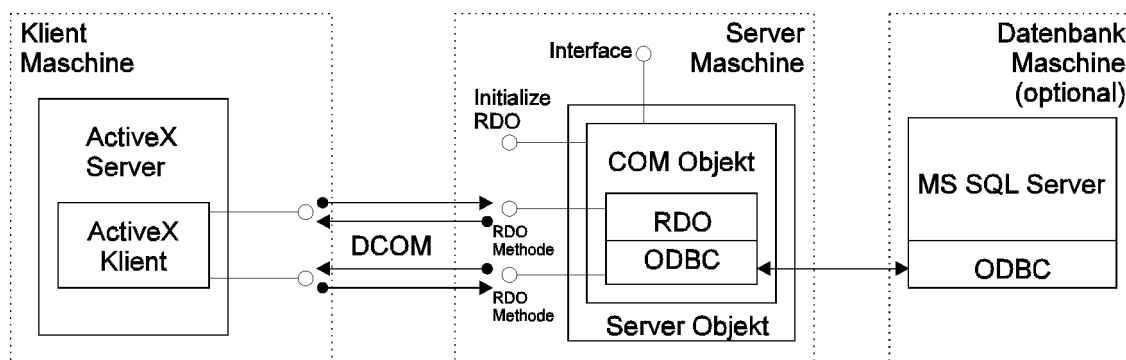 Klient
Maschine
ActiveX
Server
ActiveX
Klient
DCOM
Server
Maschine
Interface
Initialize
RDO
COM Objekt
RDO
ODBC
RDO
Methode
RDO
Methode
Server Objekt
Datenbank
Maschine
(optional)
MS SQL Server
ODBC